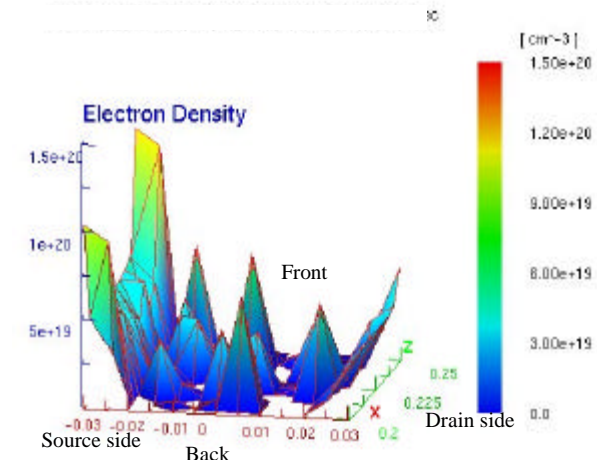 [ cm^-3 ]
1.50e+20
1.20e+20
9.00e+19
6.00e+19
3.00e+19
0.0
Electron Density
1.5e+20
1e+20
5e+19
Front
Z
0.25
0.225
0.2
X
Drain side
-0.03 -0.02 -0.01 0 0.01 0.02 0.03
Source side
Back